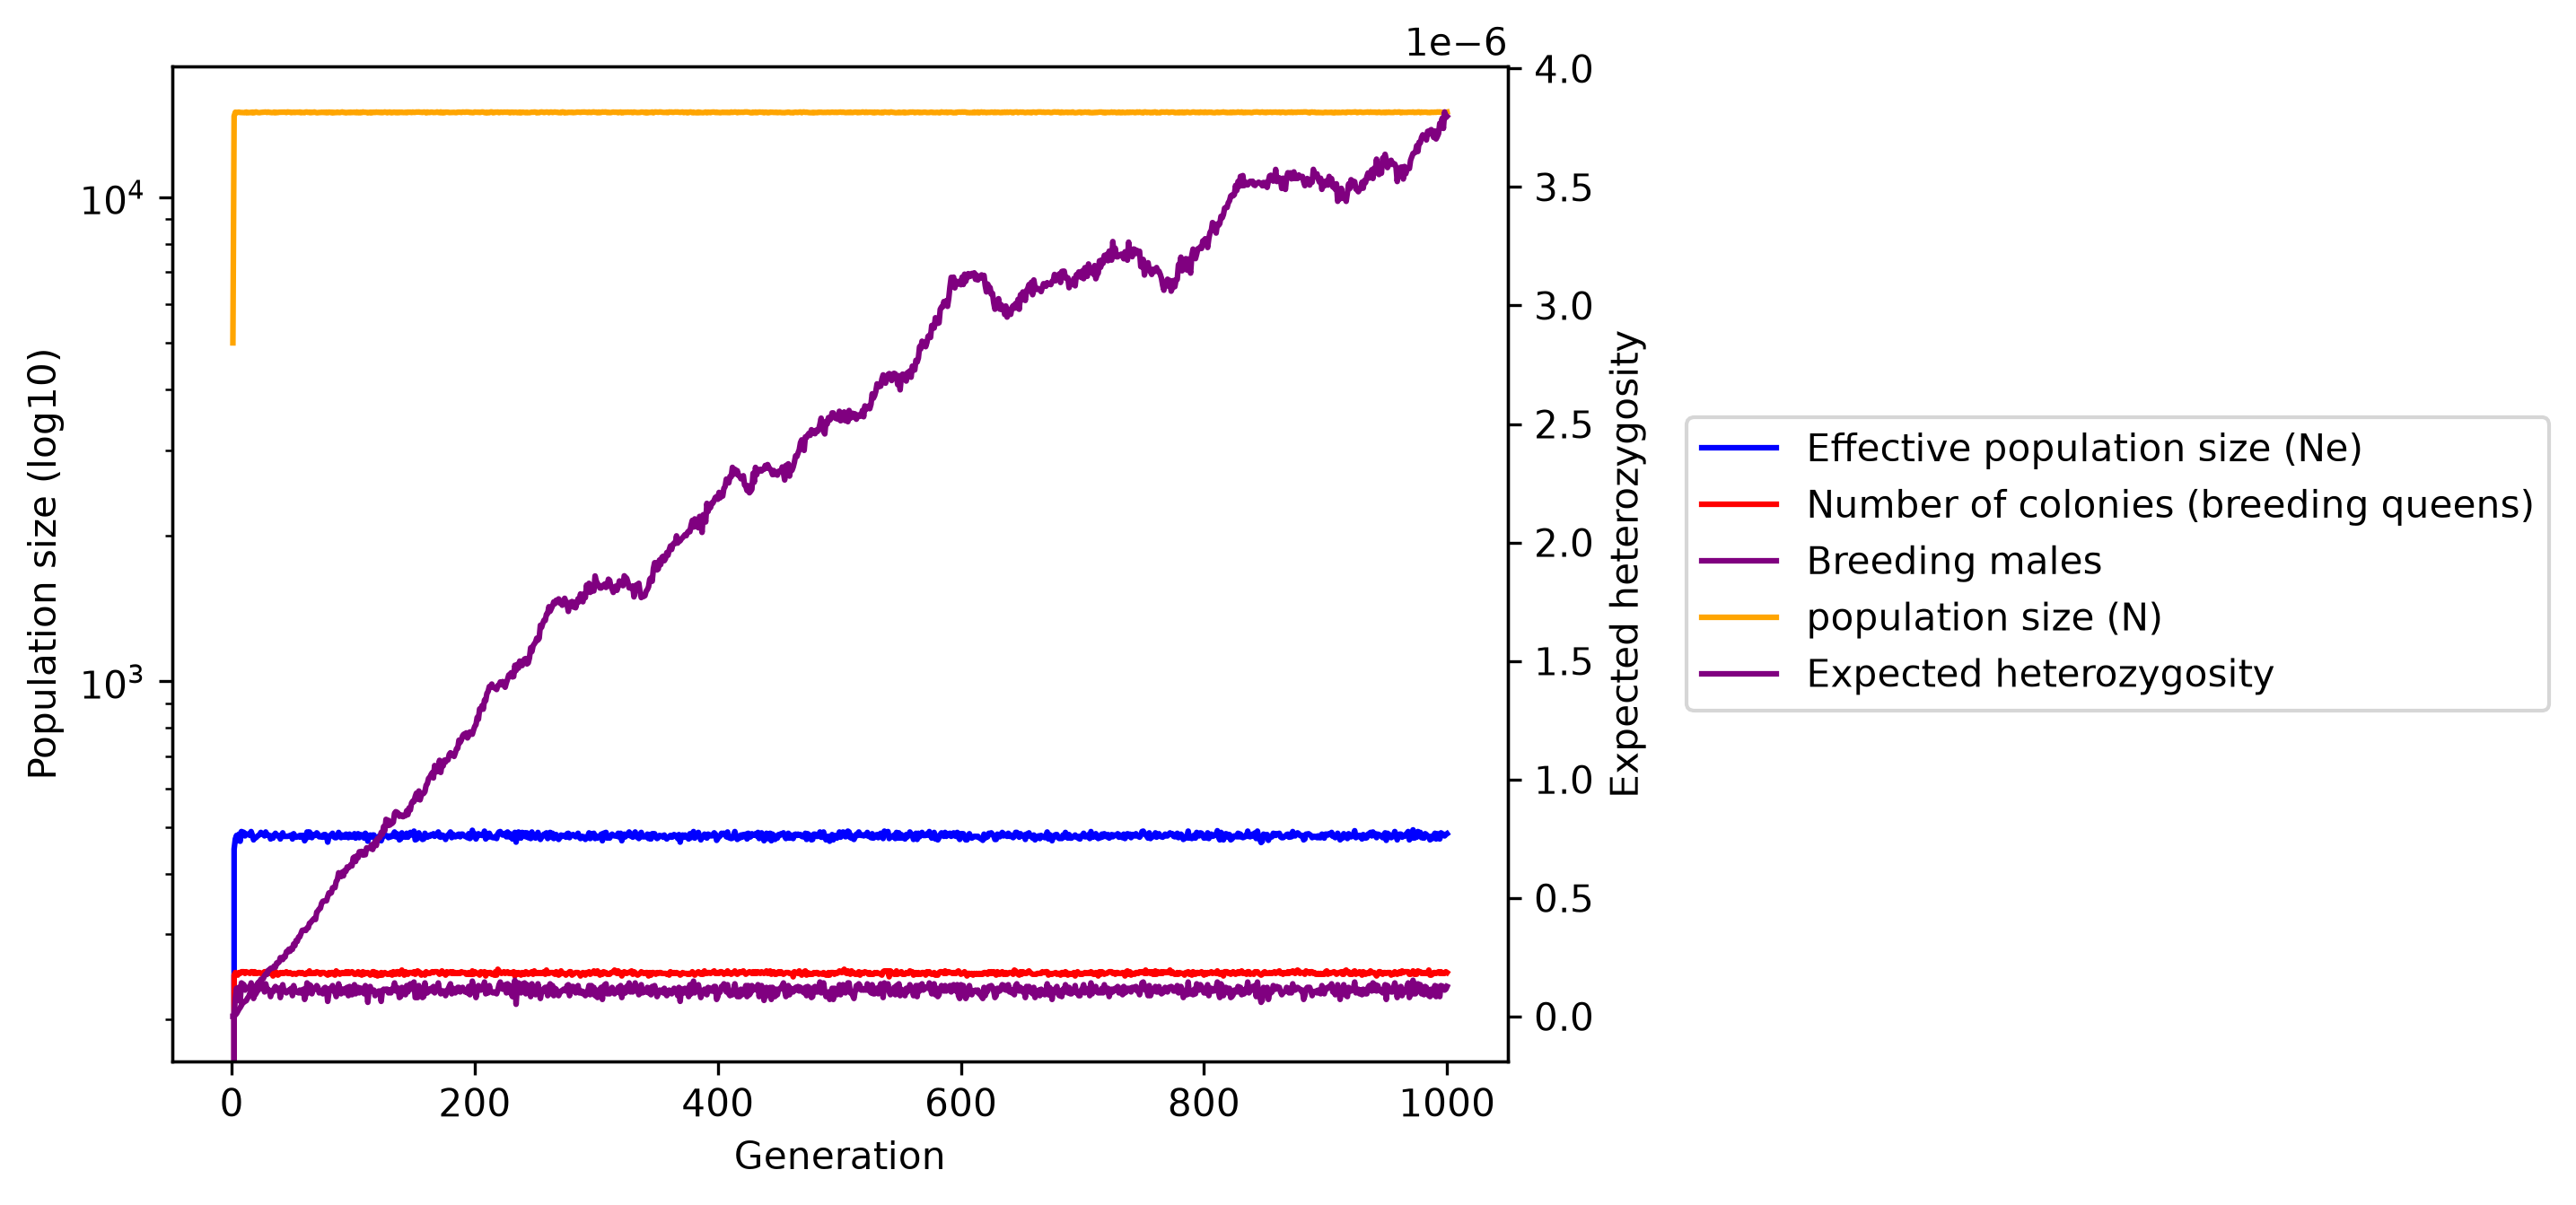 1e−6
Population size (log10)
10⁴
10³
4.0
3.5
3.0
2.5
2.0
1.5
1.0
0.5
0.0
Expected heterozygosity
0
200
400
600
800
1000
Generation
Effective population size (Ne)
Number of colonies (breeding queens)
Breeding males
population size (N)
Expected heterozygosity